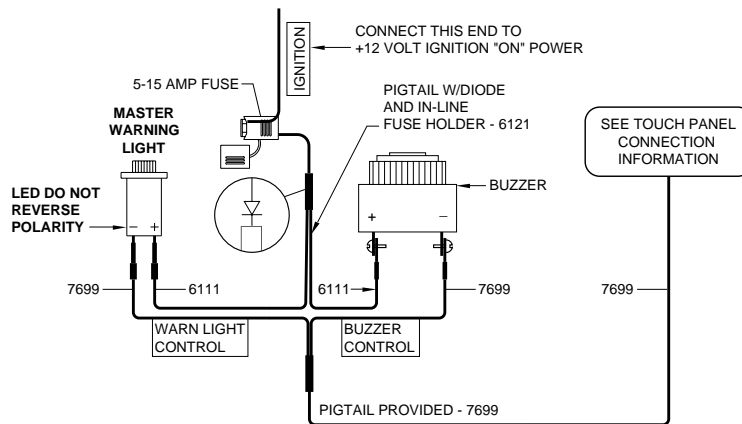 IGNITION
CONNECT THIS END TO
+12 VOLT IGNITION "ON" POWER
5-15 AMP FUSE
PIGTAIL W/DIODE
AND IN-LINE
FUSE HOLDER - 6121
MASTER
WARNING
LIGHT
SEE TOUCH PANEL
CONNECTION
INFORMATION
LED DO NOT
REVERSE
POLARITY
- +
BUZZER
+ -
7699
6111
6111
7699
7699
WARN LIGHT
CONTROL
BUZZER
CONTROL
PIGTAIL PROVIDED - 7699